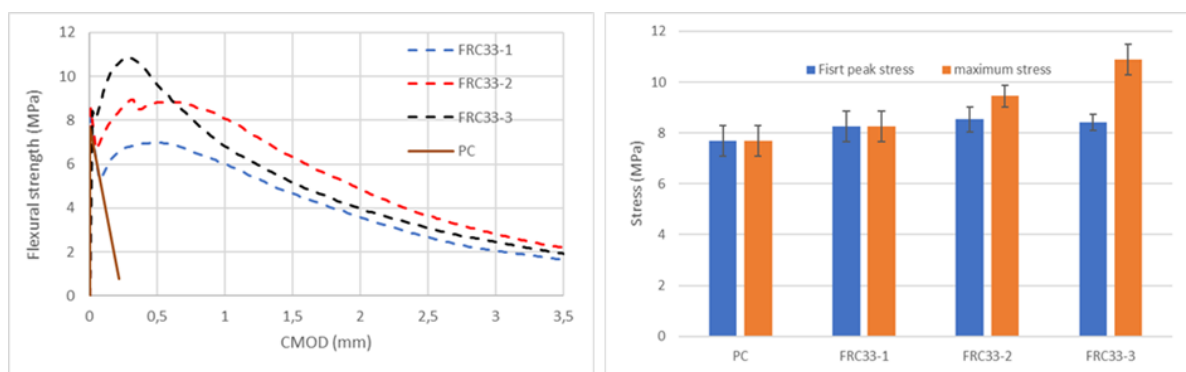 12
10
8
6
4
2
0
Flexural strength (MPa)
0
0,5
1
1,5
2
2,5
3
3,5
CMOD (mm)
FRC33-1
FRC33-2
FRC33-3
PC
12
10
8
6
4
2
0
Stress (MPa)
Fisrt peak stress
maximum stress
PC
FRC33-1
FRC33-2
FRC33-3